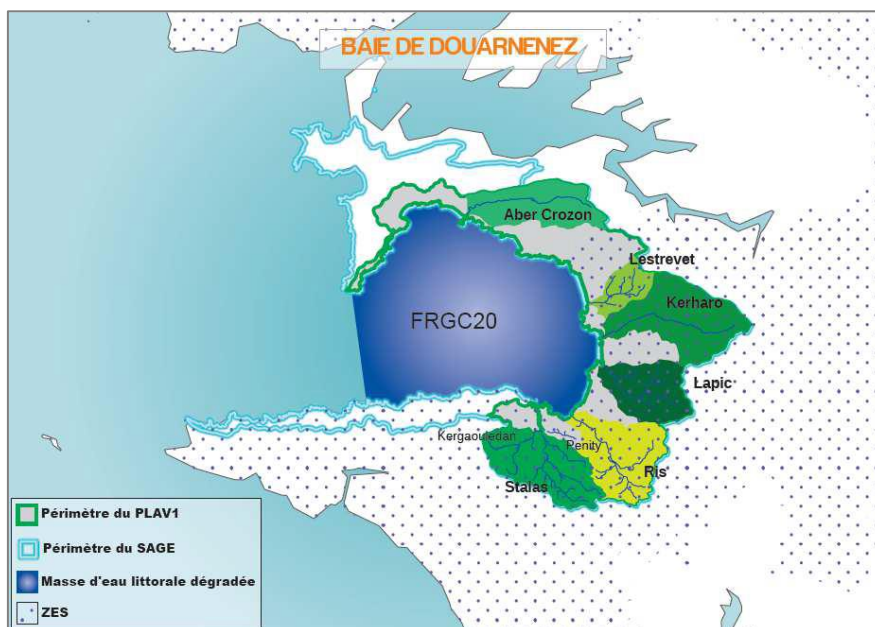 BAIE DE DOUARNENEZ
Aber Crozon
Lestrevet
Kerharo
FRGC20
Lapic
Kergaoulédan
Penity
Ris
Stalas
Périmètre du PLAV1
Périmètre du SAGE
Masse d'eau littorale dégradée
ZES